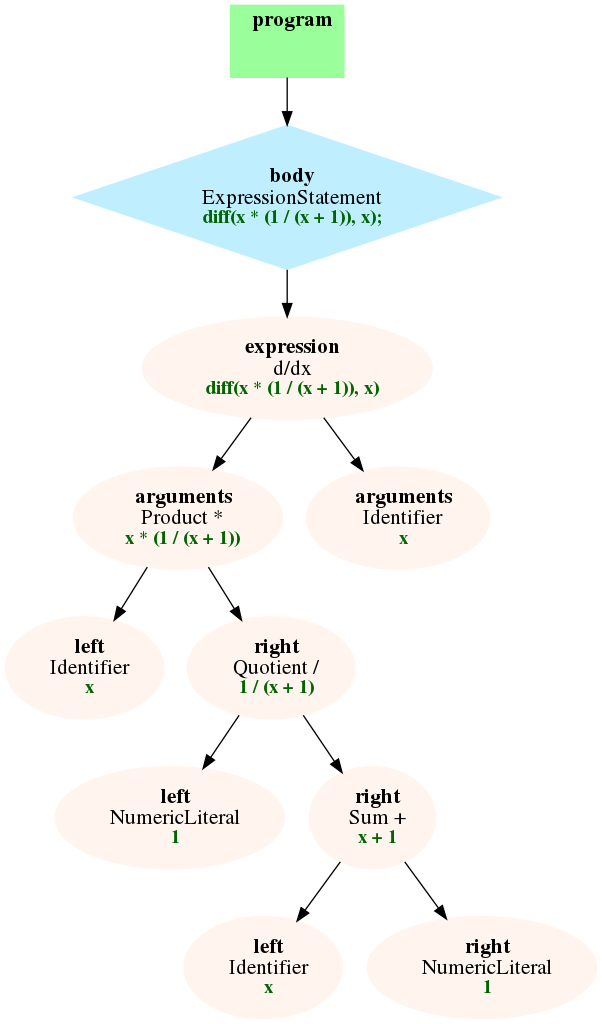 program
body
ExpressionStatement
diff(x * (1 / (x + 1)), x);
expression
d/dx
diff(x * (1 / (x + 1)), x)
arguments
Product *
x * (1 / (x + 1))
arguments
Identifier
x
left
Identifier
x
right
Quotient /
1 / (x + 1)
left
NumericLiteral
1
right
Sum +
x + 1
left
Identifier
x
right
NumericLiteral
1